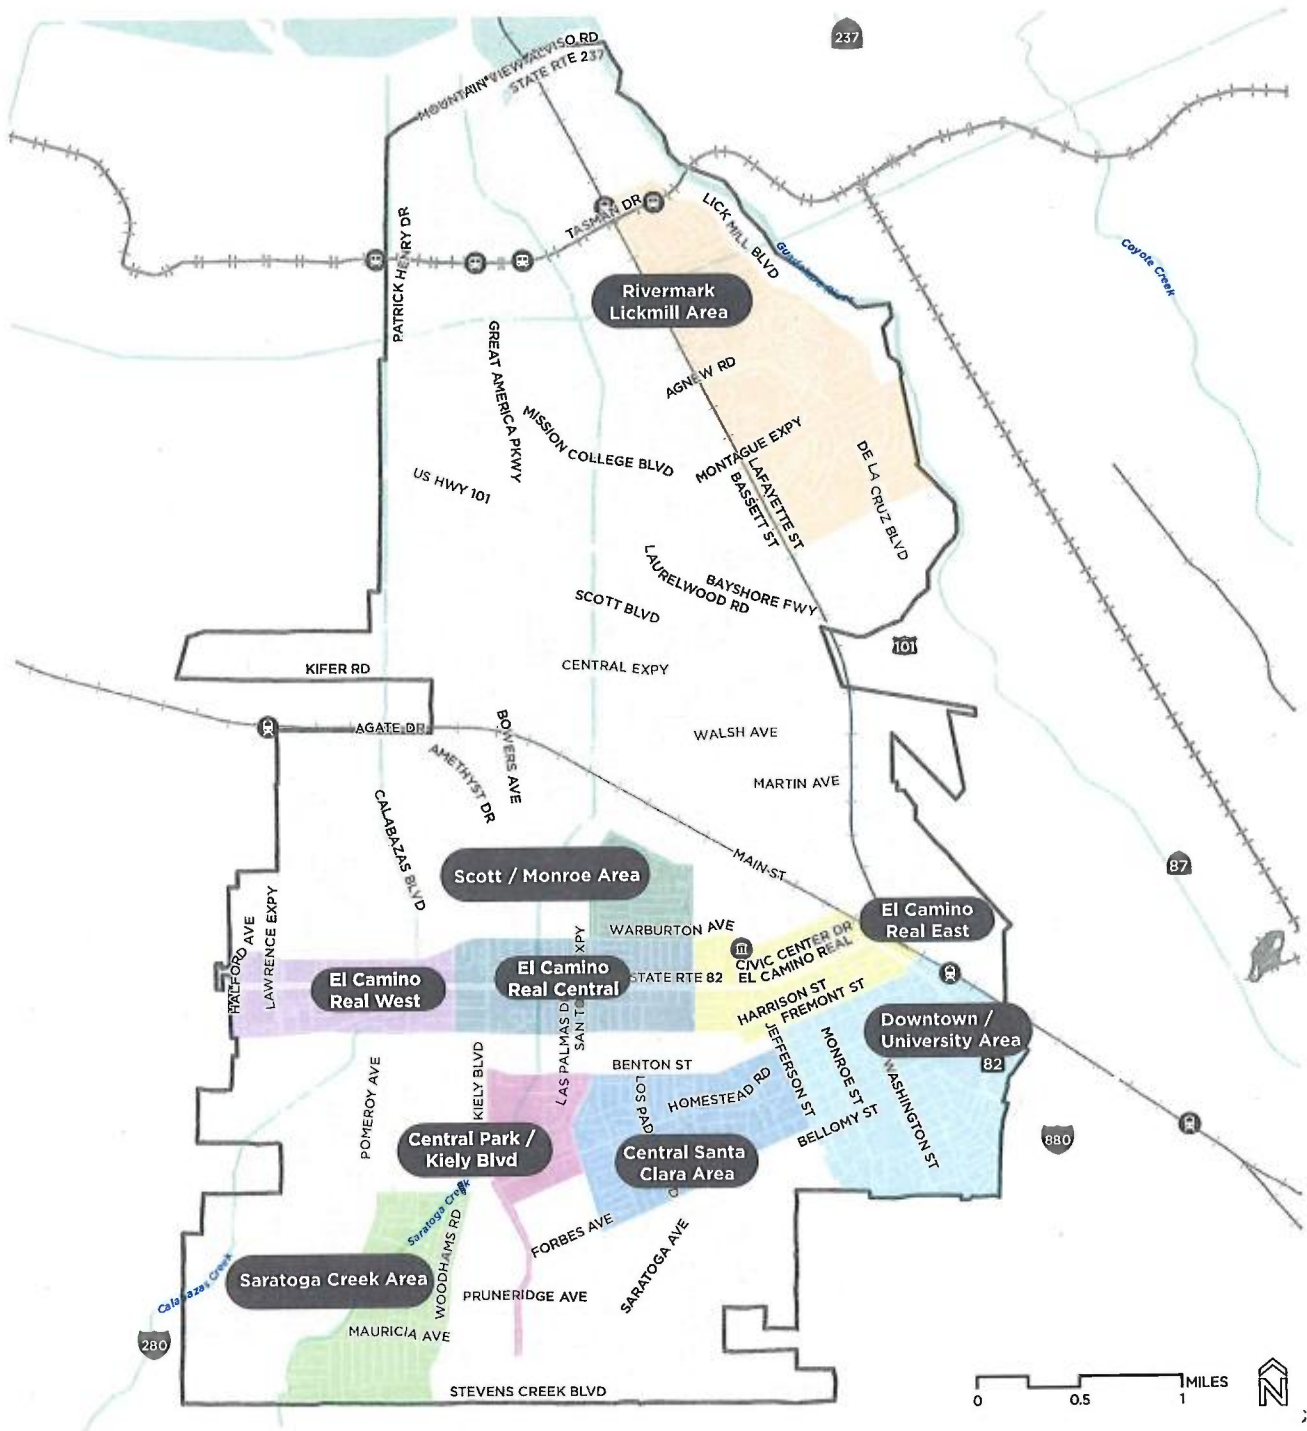 237
MOUNTAIN VIEW ALVISO RD
STATE RTE 237
LICK MILL BLVD
TASMAN DR
PATRICK HENRY DR
Coyote Creek
Rivermark
Lickmill Area
GREAT AMERICA PKWY
AGNEW RD
MISSION COLLEGE BLVD
MONTAGUE EXPY
LAFAYETTE ST
BASSETT ST
DE LA CRUZ BLVD
US HWY 101
LAURELWOOD RD
BAYSHORE FWY
SCOTT BLVD
101
KIFER RD
CENTRAL EXPY
AGATE DR
BOWERS AVE
WALSH AVE
AMETHYST DR
MARTIN AVE
CALABAZAS BLVD
MAIN ST
87
Scott / Monroe Area
El Camino
Real East
WARBURTON AVE
CIVIC CENTER DR
EL CAMINO REAL
HALFORD AVE
LAWRENCE EXPY
El Camino
Real West
El Camino
Real Central
STATE RTE 82
SAN TO
EXPY
LAS PALMAS D
HARRISON ST
FREMONT ST
Downtown /
University Area
82
JEFFERSON ST
MONROE ST
WASHINGTON ST
BENTON ST
POMEROY AVE
KIELY BLVD
LOS PAD
HOMESTEAD RD
BELLOMY ST
880
Central Park /
Kiely Blvd
Central Santa
Clara Area
Saratoga Creek
WOODHAMS RD
FORBES AVE
SARATOGA AVE
Calabazas Creek
Saratoga Creek Area
PRUNERIDGE AVE
MAURICIA AVE
280
STEVENS CREEK BLVD
MILES
0 0.5 1
N